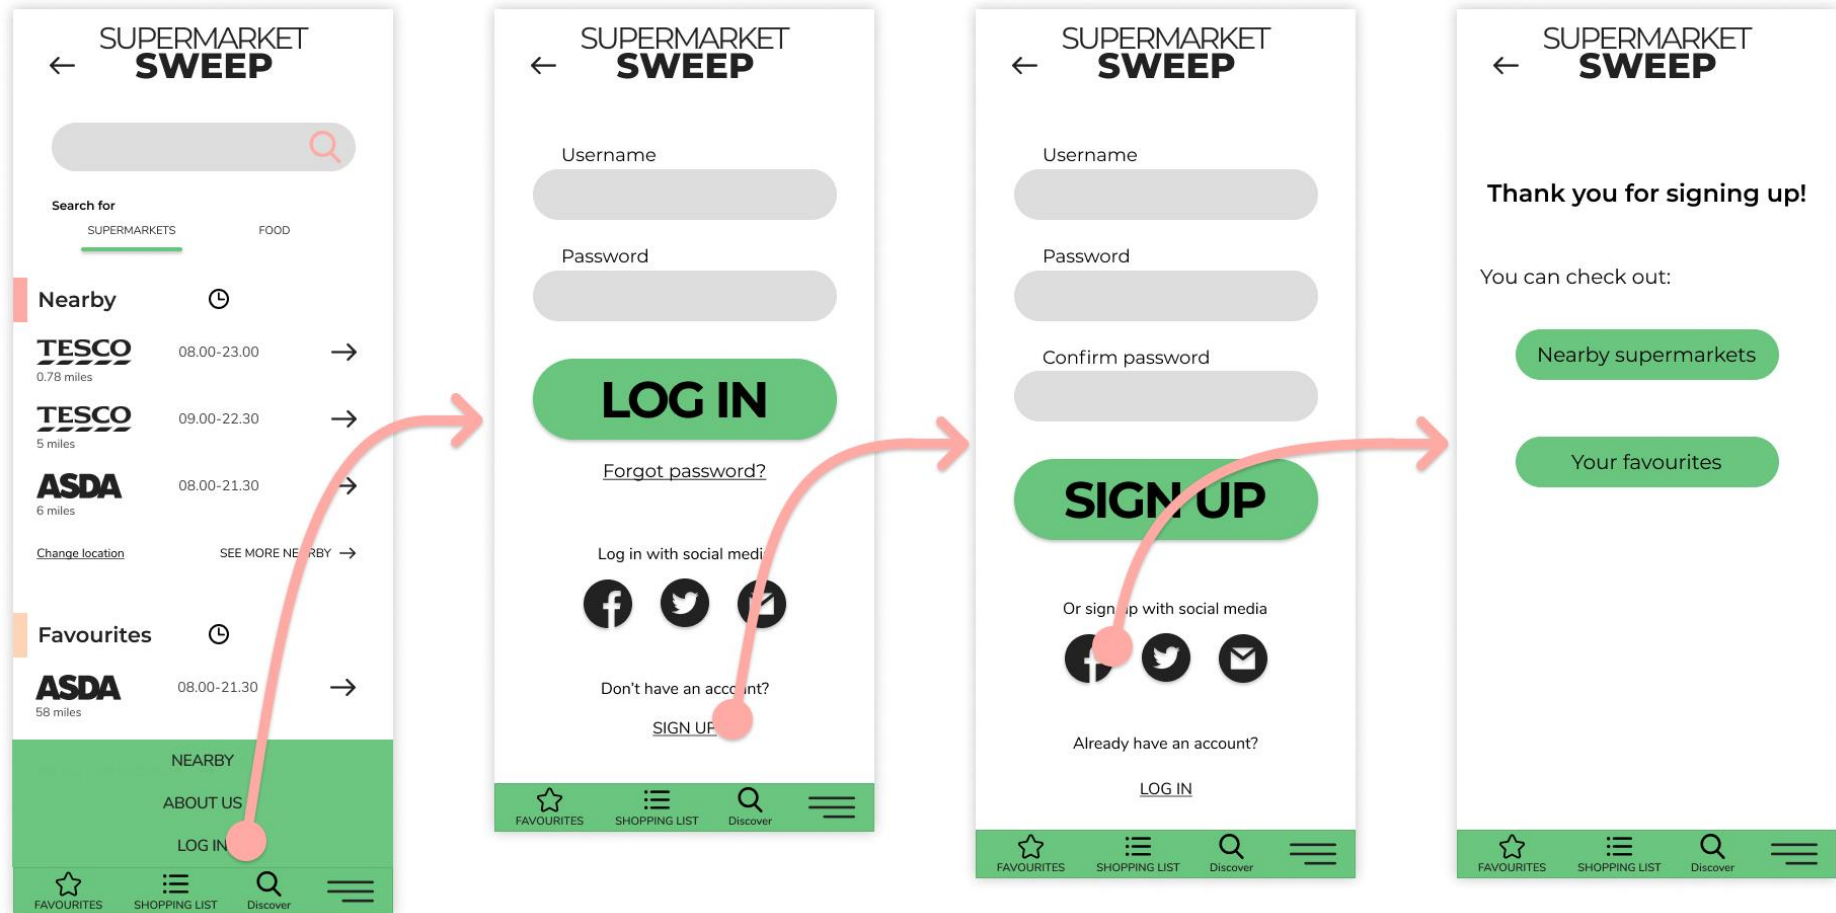 SUPERMARKET
SWEEP
Search for
SUPERMARKETS FOOD
Nearby
TESCO 08.00-23.00
0.78 miles
TESCO 09.00-22.30
5 miles
ASDA 08.00-21.30
6 miles
Change location SEE MORE NEARBY
Favourites
ASDA 08.00-21.30
58 miles
NEARBY
ABOUT US
LOG IN
FAVOURITES SHOPPING LIST Discover
SUPERMARKET
SWEEP
Username
Password
LOG IN
Forgot password?
Log in with social media
Don't have an account?
SIGN UP
FAVOURITES SHOPPING LIST Discover
SUPERMARKET
SWEEP
Username
Password
Confirm password
SIGN UP
Or sign up with social media
Already have an account?
LOG IN
FAVOURITES SHOPPING LIST Discover
SUPERMARKET
SWEEP
Thank you for signing up!
You can check out:
Nearby supermarkets
Your favourites
FAVOURITES SHOPPING LIST Discover